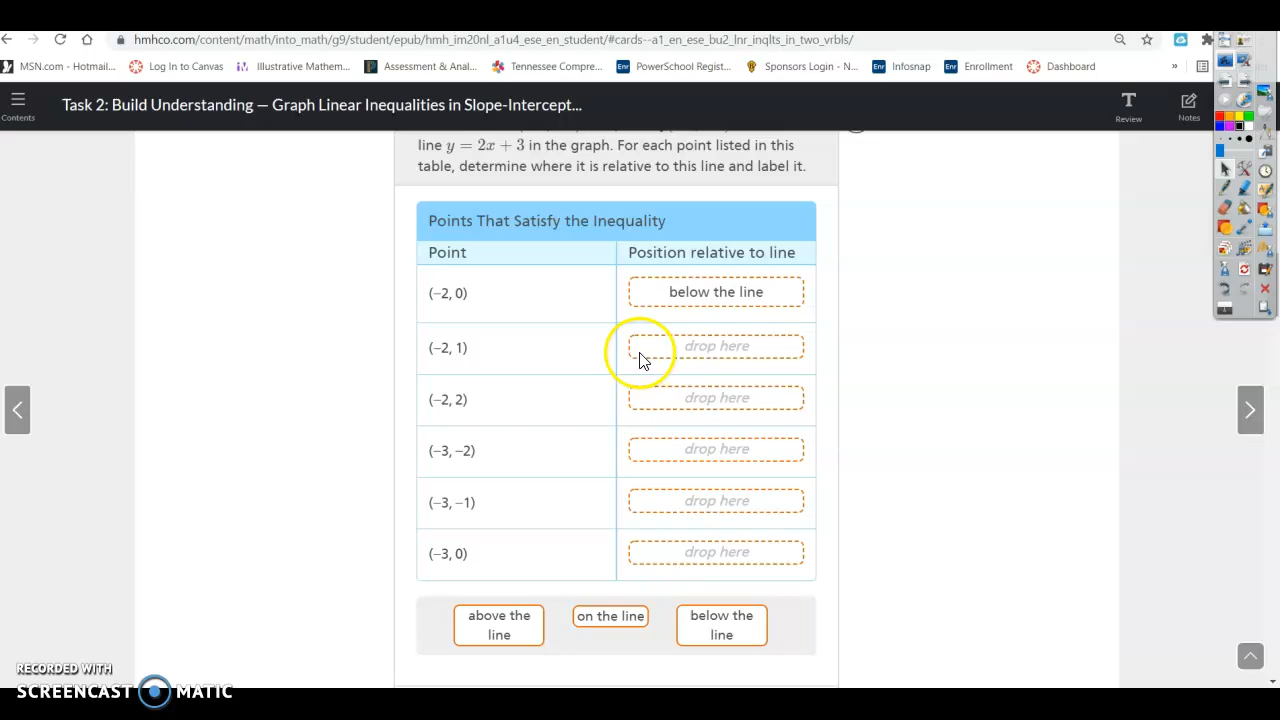 hmhco.com/content/math/into_math/g9/student/epub/hmh_im20nl_a1u4_ese_en_student/#cards--a1_en_ese_bu2_lnr_inqlts_in_two_vrbls/
MSN.com - Hotmail... Log In to Canvas Illustrative Mathem... Assessment & Anal... Tennessee Compre... PowerSchool Regist... Sponsors Login - N... Infosnap Enrollment Dashboard »
Contents
Task 2: Build Understanding — Graph Linear Inequalities in Slope-Intercept...
Review
Notes
line y = 2x + 3 in the graph. For each point listed in this
table, determine where it is relative to this line and label it.
Points That Satisfy the Inequality
Point Position relative to line
(−2, 0) below the line
(−2, 1) drop here
(−2, 2) drop here
(−3, −2) drop here
(−3, −1) drop here
(−3, 0) drop here
above the
line
on the line
below the
line
RECORDED WITH
SCREENCAST MATIC